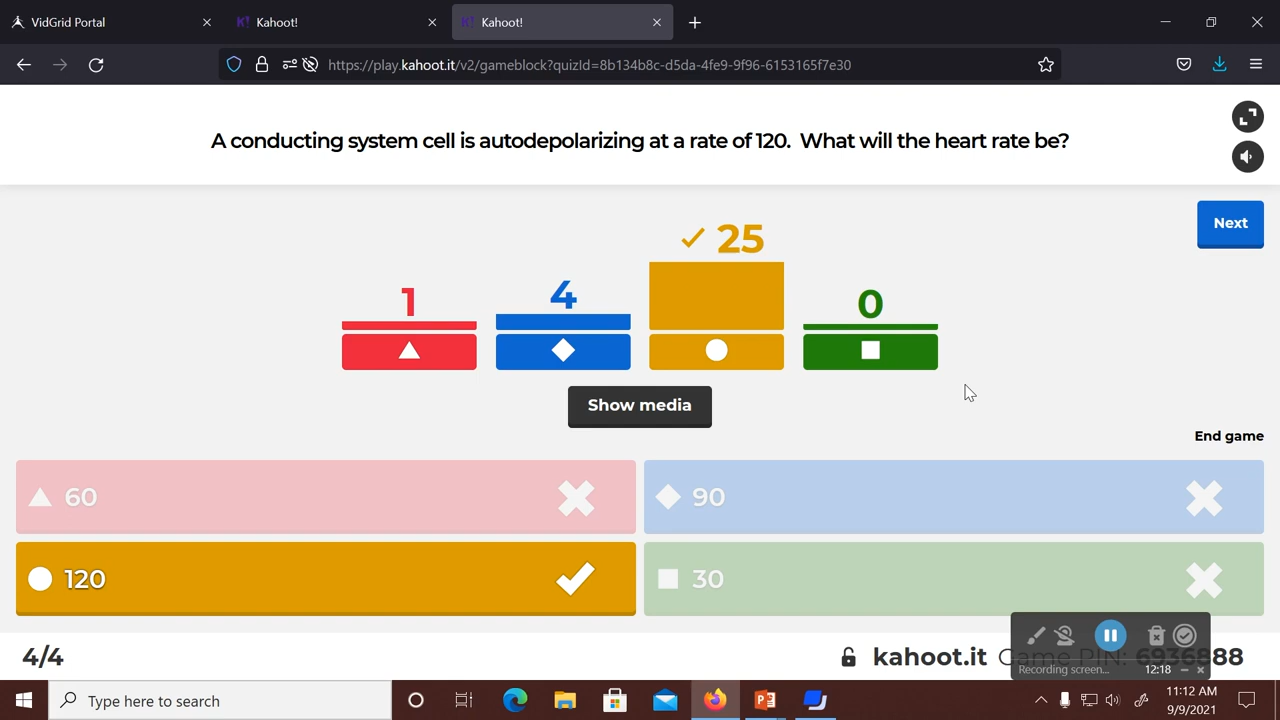 VidGrid Portal
Kahoot!
Kahoot!
https://play.kahoot.it/v2/gameblock?quizId=8b134b8c-d5da-4fe9-9f96-6153165f7e30
A conducting system cell is autodepolarizing at a rate of 120. What will the heart rate be?
Next
1
4
25
0
Show media
End game
60
90
120
30
4/4
kahoot.it Game PIN: 6936888
Recording screen... 12:18
Type here to search
11:12 AM
9/9/2021